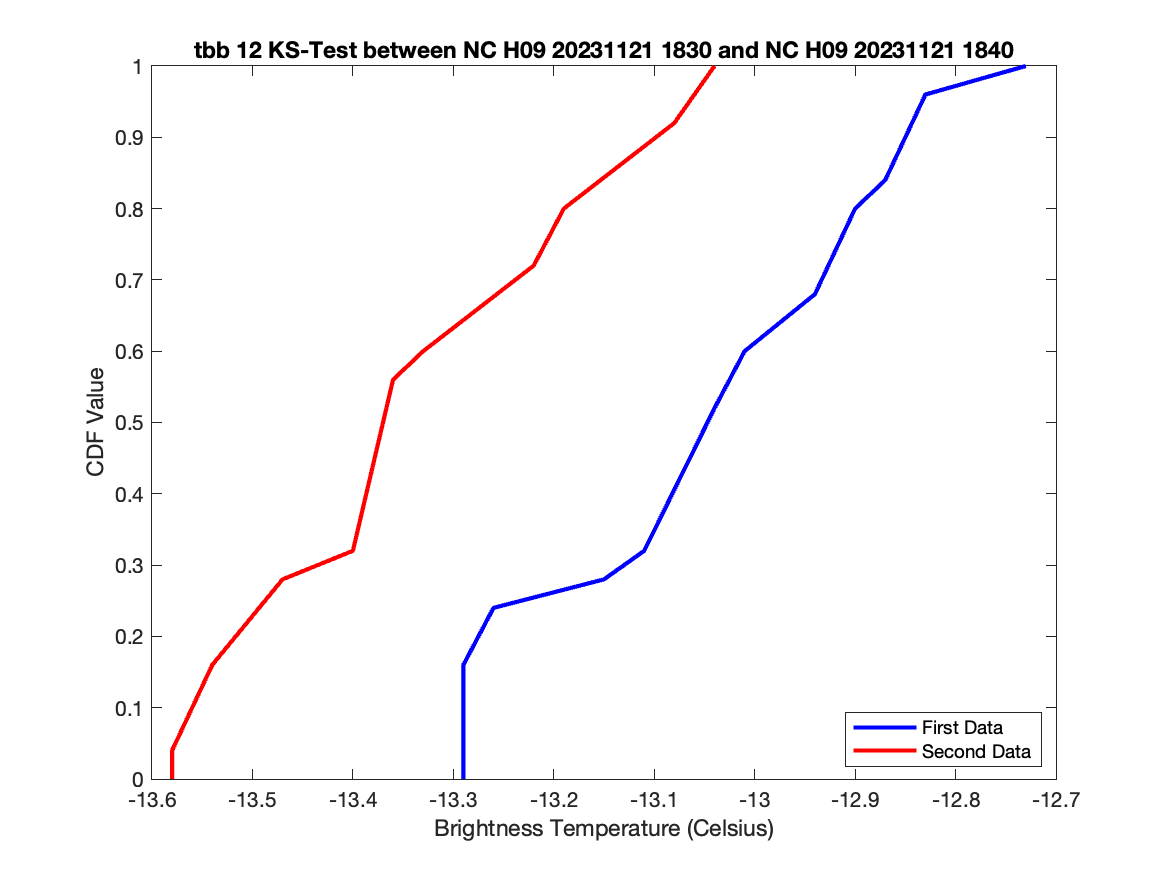 tbb 12 KS-Test between NC H09 20231121 1830 and NC H09 20231121 1840
1
0.9
0.8
0.7
0.6
0.5
0.4
0.3
0.2
0.1
0
CDF Value
First Data
Second Data
-13.6 -13.5 -13.4 -13.3 -13.2 -13.1 -13 -12.9 -12.8 -12.7
Brightness Temperature (Celsius)